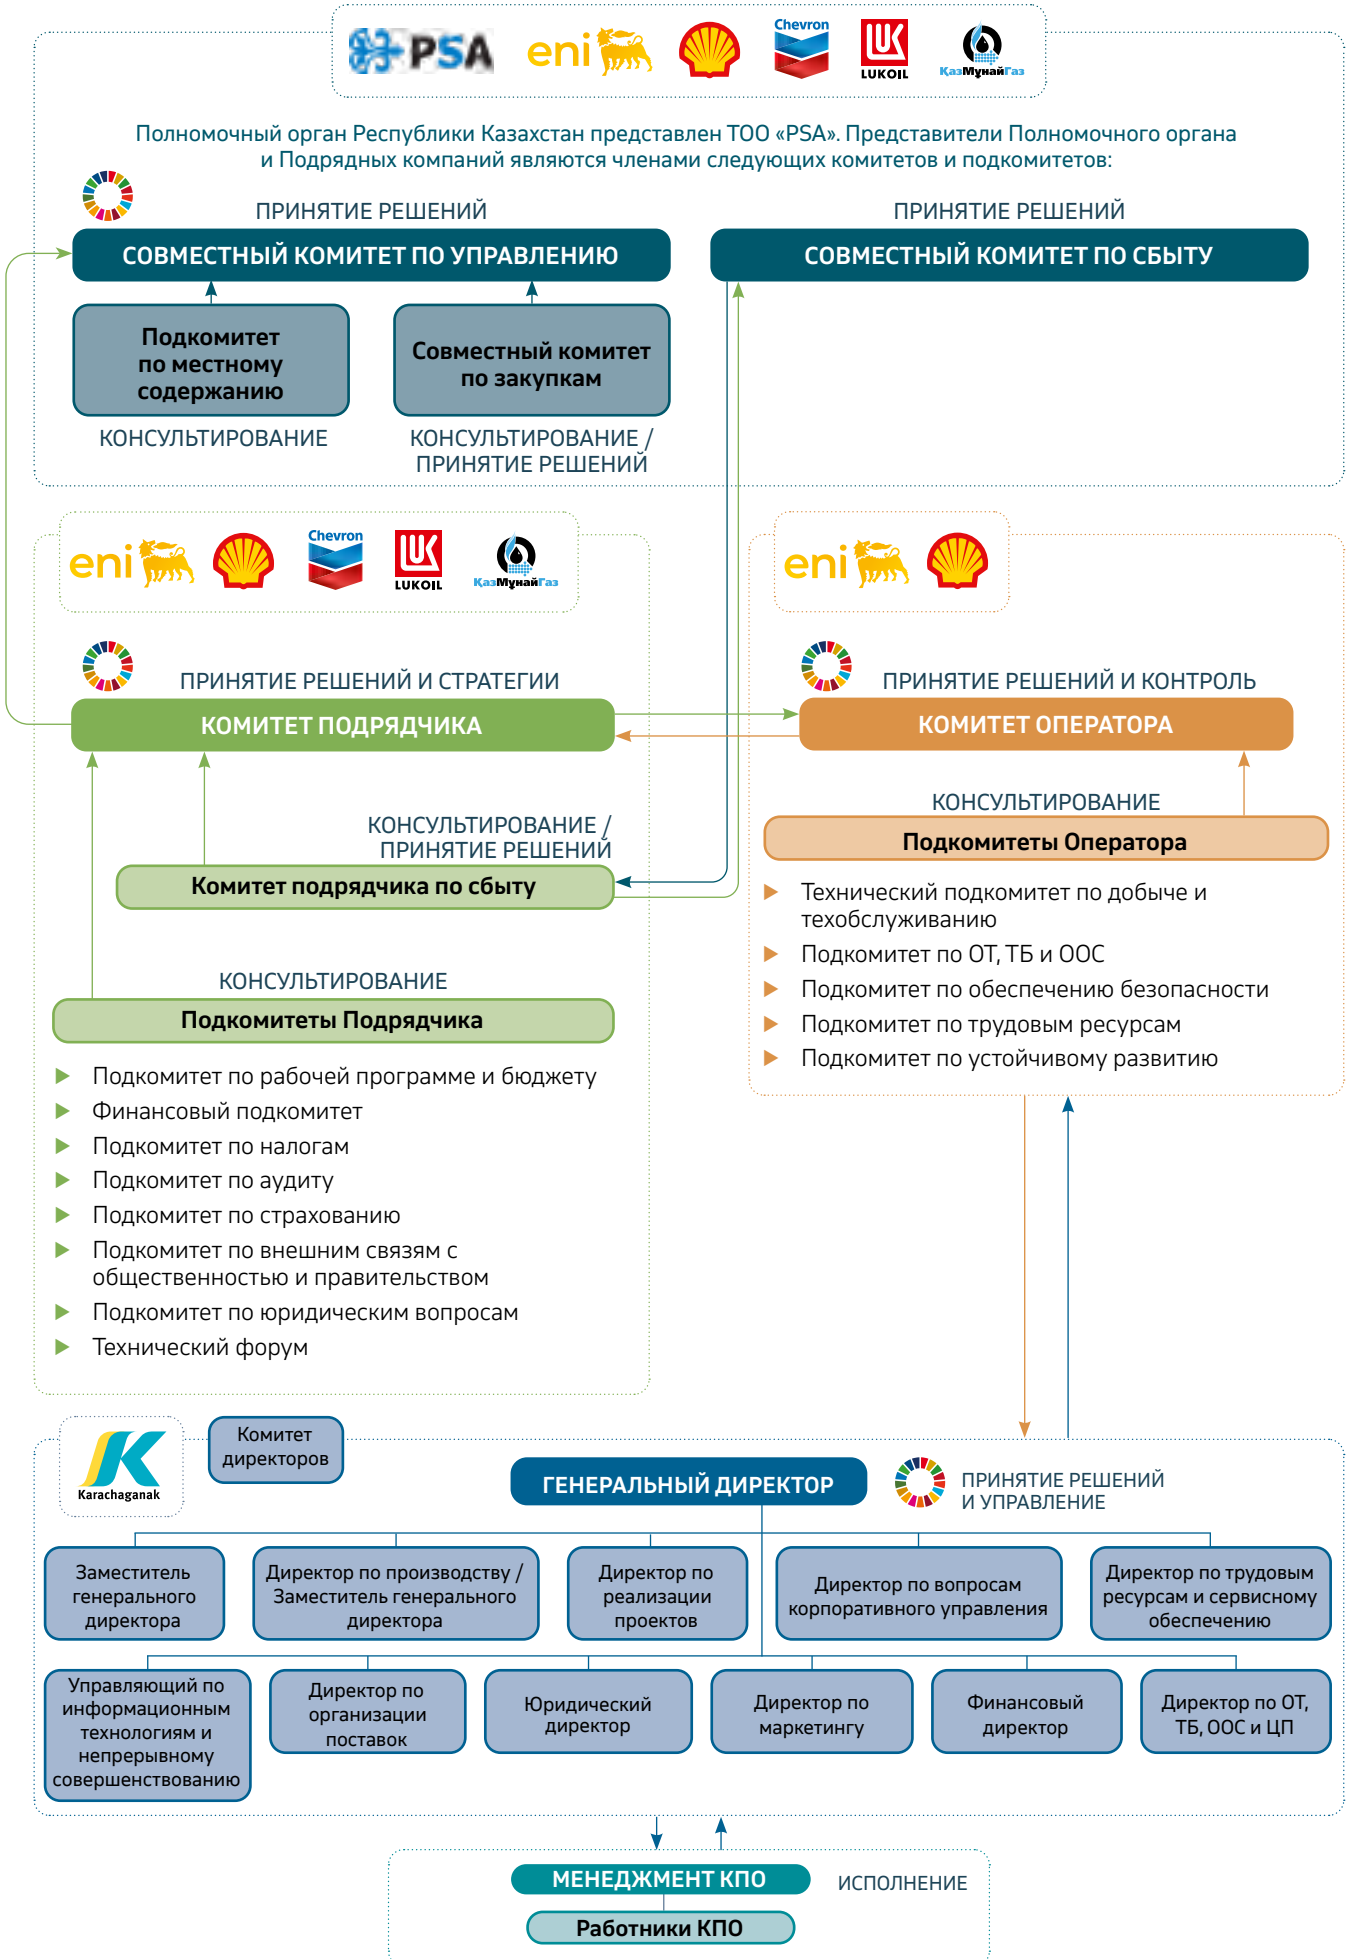 PSA
eni
Chevron
LUKOIL
ҚазМұнайГаз
Полномочный орган Республики Казахстан представлен ТОО «PSA». Представители Полномочного органа
и Подрядных компаний являются членами следующих комитетов и подкомитетов:
ПРИНЯТИЕ РЕШЕНИЙ
СОВМЕСТНЫЙ КОМИТЕТ ПО УПРАВЛЕНИЮ
ПРИНЯТИЕ РЕШЕНИЙ
СОВМЕСТНЫЙ КОМИТЕТ ПО СБЫТУ
Подкомитет
по местному
содержанию
КОНСУЛЬТИРОВАНИЕ
Совместный комитет
по закупкам
КОНСУЛЬТИРОВАНИЕ /
ПРИНЯТИЕ РЕШЕНИЙ
eni
Chevron
LUKOIL
ҚазМұнайГаз
ПРИНЯТИЕ РЕШЕНИЙ И СТРАТЕГИИ
КОМИТЕТ ПОДРЯДЧИКА
КОНСУЛЬТИРОВАНИЕ /
ПРИНЯТИЕ РЕШЕНИЙ
Комитет подрядчика по сбыту
КОНСУЛЬТИРОВАНИЕ
Подкомитеты Подрядчика
Подкомитет по рабочей программе и бюджету
Финансовый подкомитет
Подкомитет по налогам
Подкомитет по аудиту
Подкомитет по страхованию
Подкомитет по внешним связям с
общественностью и правительством
Подкомитет по юридическим вопросам
Технический форум
eni
ПРИНЯТИЕ РЕШЕНИЙ И КОНТРОЛЬ
КОМИТЕТ ОПЕРАТОРА
КОНСУЛЬТИРОВАНИЕ
Подкомитеты Оператора
Технический подкомитет по добыче и
техобслуживанию
Подкомитет по ОТ, ТБ и ООС
Подкомитет по обеспечению безопасности
Подкомитет по трудовым ресурсам
Подкомитет по устойчивому развитию
Karachaganak
Комитет
директоров
ГЕНЕРАЛЬНЫЙ ДИРЕКТОР
ПРИНЯТИЕ РЕШЕНИЙ
И УПРАВЛЕНИЕ
Заместитель
генерального
директора
Директор по производству /
Заместитель генерального
директора
Директор по
реализации
проектов
Директор по вопросам
корпоративного управления
Директор по трудовым
ресурсам и сервисному
обеспечению
Управляющий по
информационным
технологиям и
непрерывному
совершенствованию
Директор по
организации
поставок
Юридический
директор
Директор по
маркетингу
Финансовый
директор
Директор по ОТ,
ТБ, ООС и ЦП
МЕНЕДЖМЕНТ КПО
ИСПОЛНЕНИЕ
Работники КПО